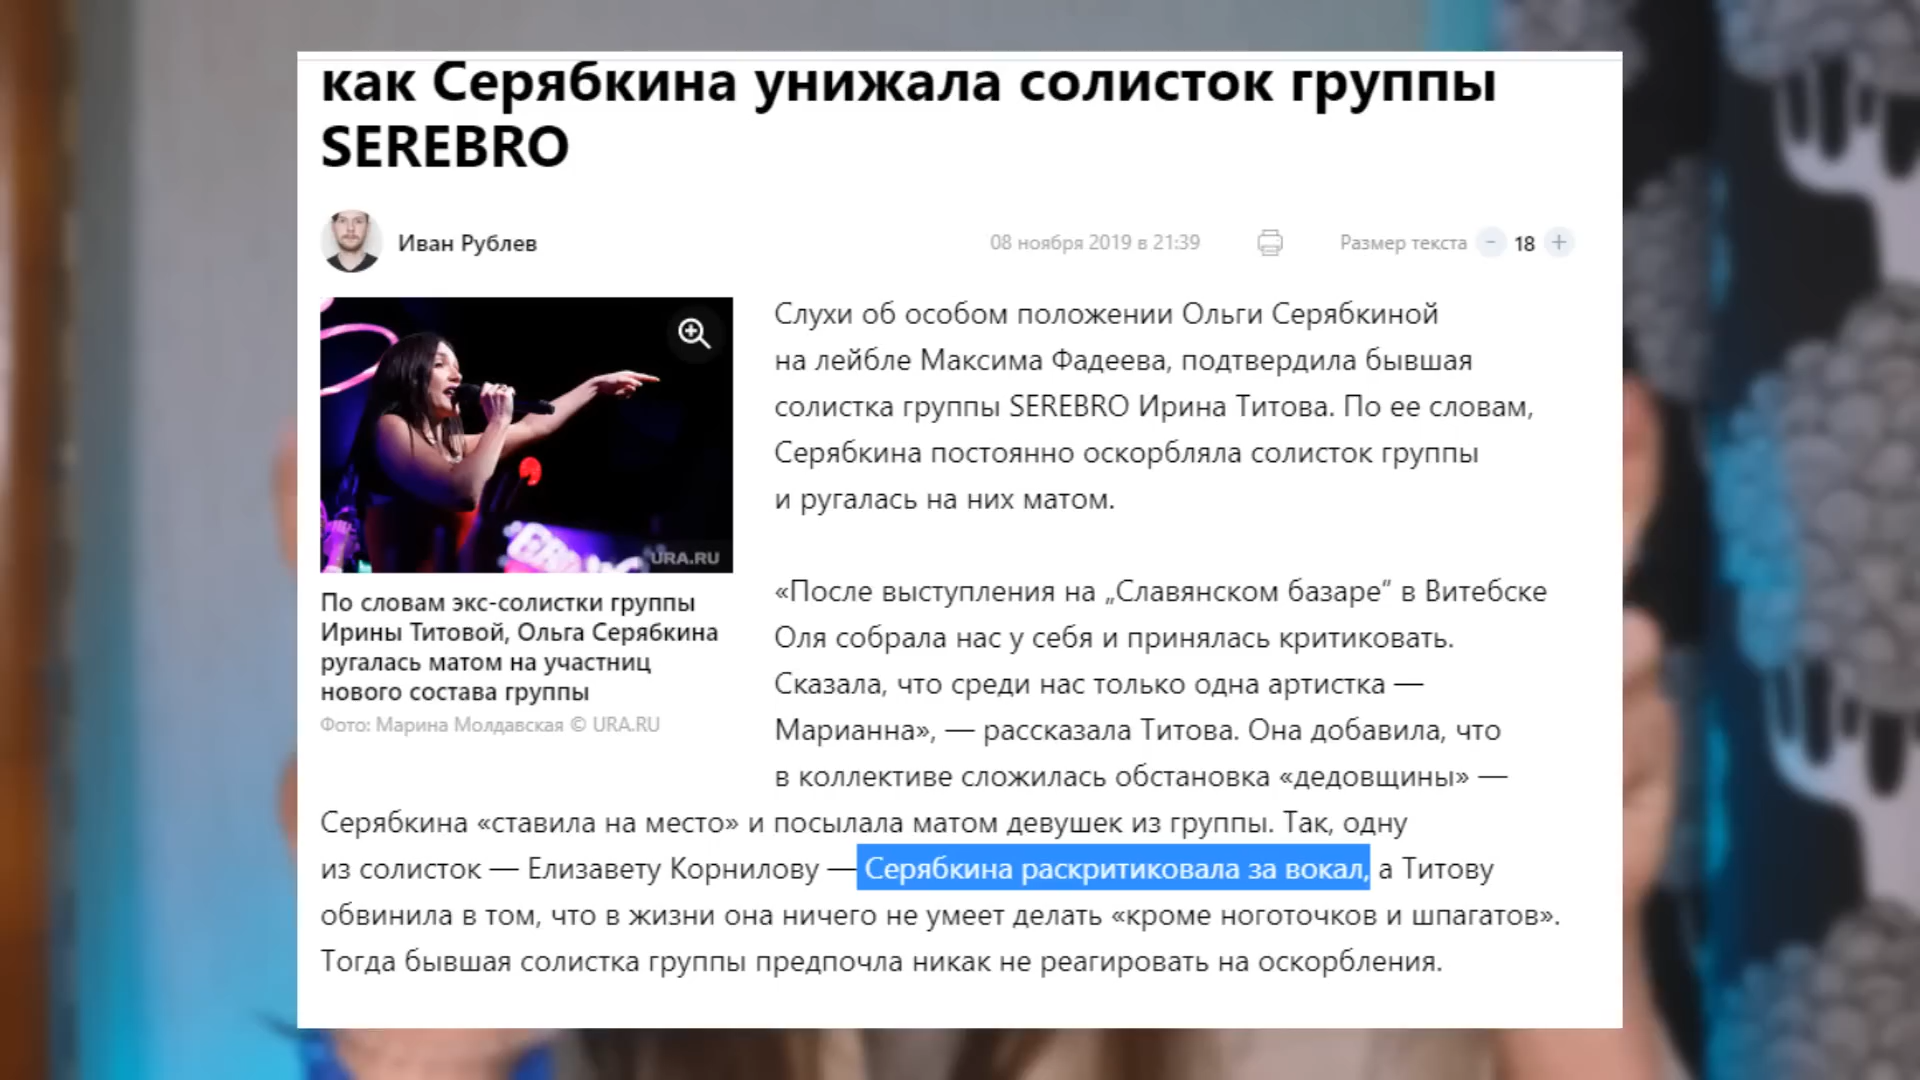 как Серябкина унижала солисток группы
SEREBRO
Иван Рублев
08 ноября 2019 в 21:39
Размер текста - 18 +
URA.RU
По словам экс-солистки группы
Ирины Титовой, Ольга Серябкина
ругалась матом на участниц
нового состава группы
Фото: Марина Молдавская © URA.RU
Слухи об особом положении Ольги Серябкиной
на лейбле Максима Фадеева, подтвердила бывшая
солистка группы SEREBRO Ирина Титова. По ее словам,
Серябкина постоянно оскорбляла солисток группы
и ругалась на них матом.
«После выступления на „Славянском базаре“ в Витебске
Оля собрала нас у себя и принялась критиковать.
Сказала, что среди нас только одна артистка —
Марианна», — рассказала Титова. Она добавила, что
в коллективе сложилась обстановка «дедовщины» —
Серябкина «ставила на место» и посылала матом девушек из группы. Так, одну
из солисток — Елизавету Корнилову — Серябкина раскритиковала за вокал, а Титову
обвинила в том, что в жизни она ничего не умеет делать «кроме ноготочков и шпагатов».
Тогда бывшая солистка группы предпочла никак не реагировать на оскорбления.